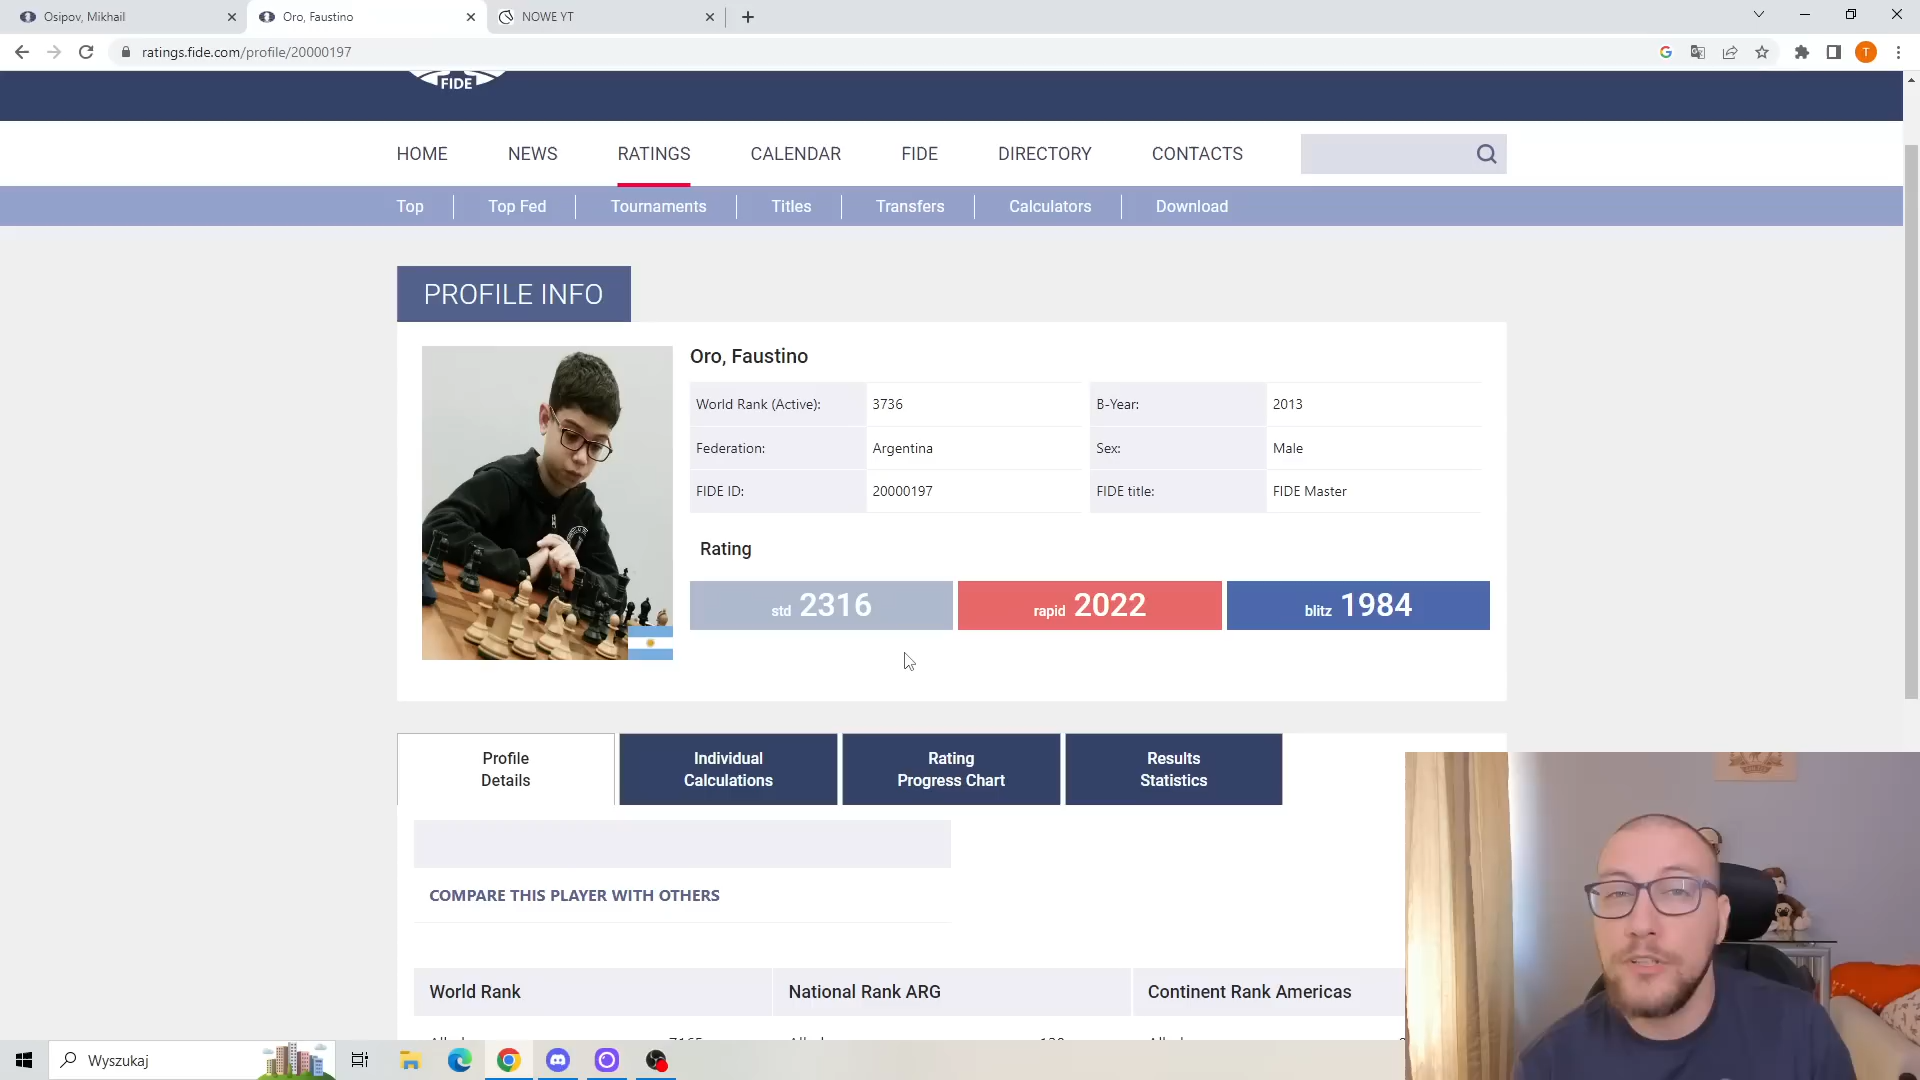 Osipov, Mikhail
Oro, Faustino
NOWE YT
ratings.fide.com/profile/20000197
T
FIDE
HOME NEWS RATINGS CALENDAR FIDE DIRECTORY CONTACTS
Top Top Fed Tournaments Titles Transfers Calculators Download
PROFILE INFO
Oro, Faustino
World Rank (Active): 3736 B-Year: 2013
Federation: Argentina Sex: Male
FIDE ID: 20000197 FIDE title: FIDE Master
Rating
std 2316 rapid 2022 blitz 1984
Profile Details
Individual Calculations
Rating Progress Chart
Results Statistics
COMPARE THIS PLAYER WITH OTHERS
World Rank National Rank ARG Continent Rank Americas
Wyszukaj